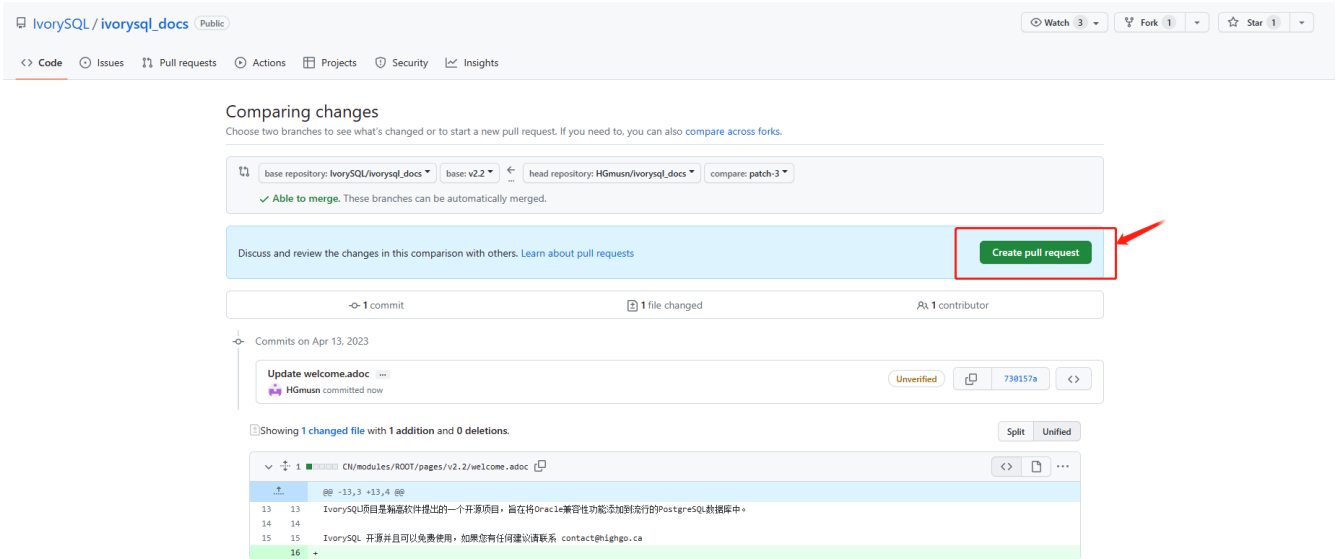 IvorySQL / ivorysql_docs Public
Watch 3 Fork 1 Star 1
Code Issues Pull requests Actions Projects Security Insights
Comparing changes
Choose two branches to see what's changed or to start a new pull request. If you need to, you can also compare across forks.
base repository: IvorySQL/ivorysql_docs base: v2.2 ← ... head repository: HGmusn/ivorysql_docs compare: patch-3
Able to merge. These branches can be automatically merged.
Discuss and review the changes in this comparison with others. Learn about pull requests Create pull request
1 commit 1 file changed 1 contributor
Commits on Apr 13, 2023
Update welcome.adoc ...
HGmusn committed now Unverified 730157a
Showing 1 changed file with 1 addition and 0 deletions. Split Unified
1 CN/modules/ROOT/pages/v2.2/welcome.adoc
@@ -13,3 +13,4 @@
13 13 IvorySQL项目是瀚高软件提出的一个开源项目，旨在将Oracle兼容性功能添加到流行的PostgreSQL数据库中。
14 14
15 15 IvorySQL 开源并且可以免费使用，如果您有任何建议请联系 contact@highgo.ca
16 +